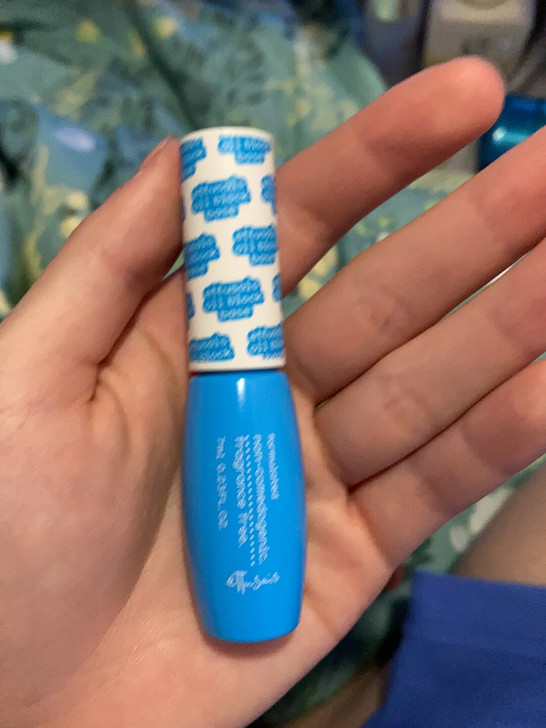 ettusais
oil block
base
formulated
non-comedogenic.
fragrance free.
7mL 0.23FL.OZ.
ettusais